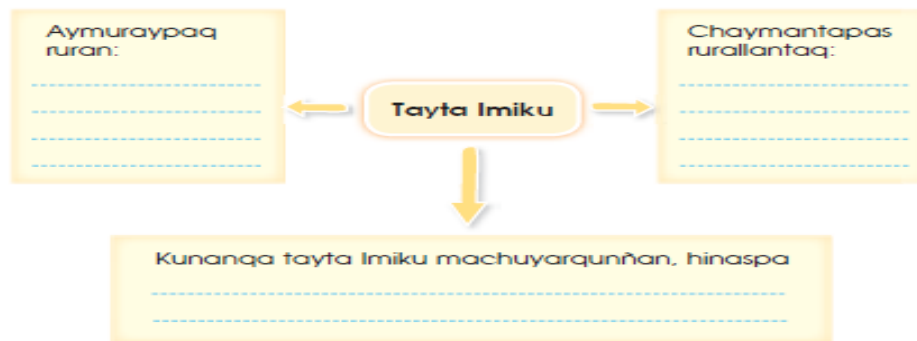 Aymuraypaq
ruran:
Chaymantapas
rurallantaq:
Tayta Imiku
Kunanqa tayta Imiku machuyarqunñan, hinaspa